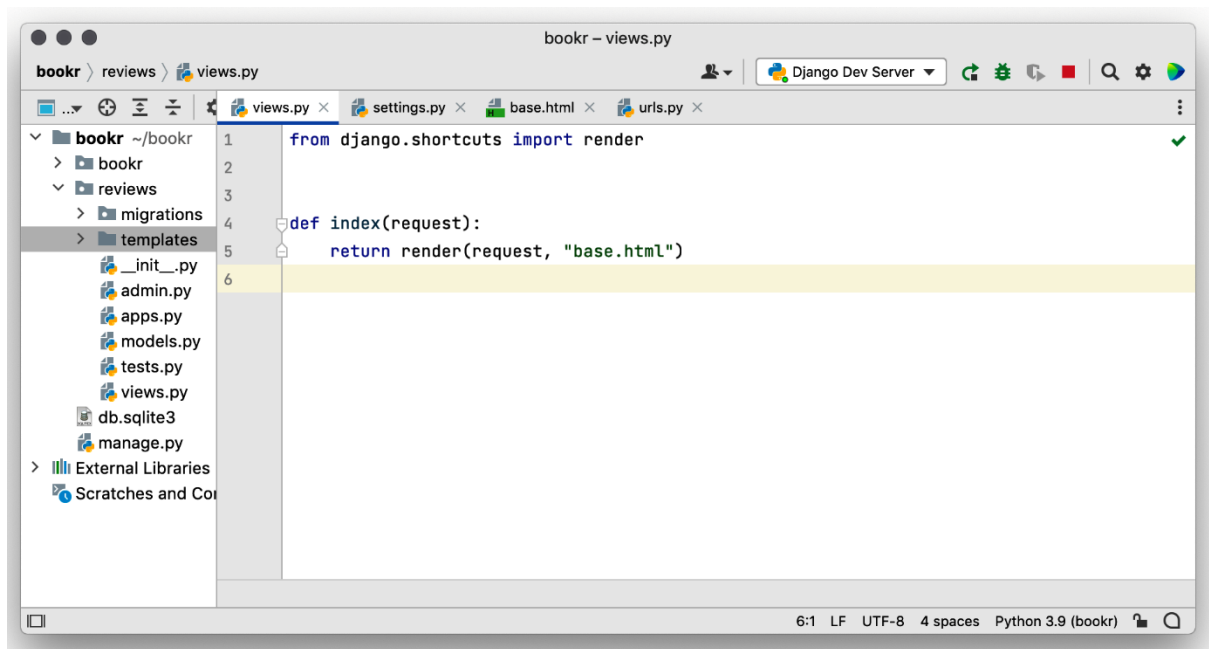 bookr – views.py
bookr 〉 reviews 〉 views.py
Django Dev Server
...
views.py × settings.py × base.html × urls.py ×
bookr ~/bookr
bookr
reviews
migrations
templates
__init__.py
admin.py
apps.py
models.py
tests.py
views.py
db.sqlite3
manage.py
External Libraries
Scratches and Co
1 from django.shortcuts import render
2
3
4 def index(request):
5     return render(request, "base.html")
6
6:1 LF UTF-8 4 spaces Python 3.9 (bookr)